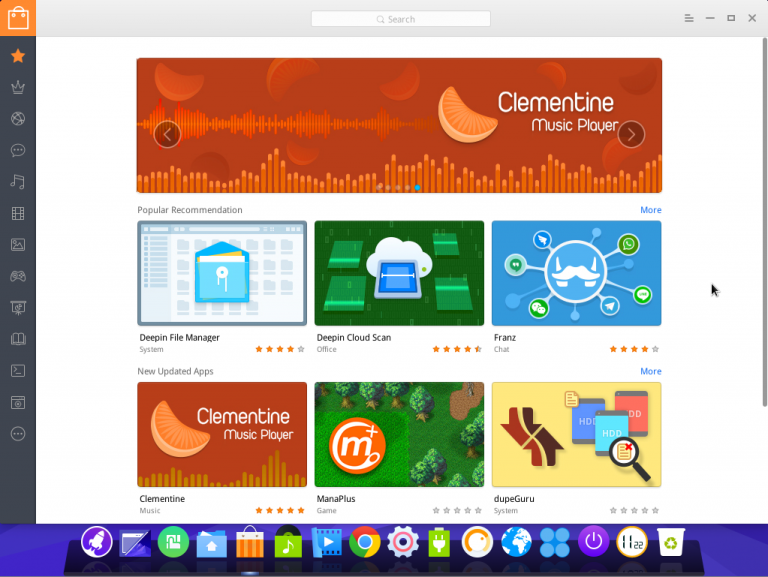 Search
Clementine
Music Player
Popular Recommendation
More
Deepin File Manager
System
Deepin Cloud Scan
Office
Franz
Chat
New Updated Apps
More
Clementine
Music Player
m+
HDD
HDD
DD
Clementine
Music
ManaPlus
Game
dupeGuru
System
11 22